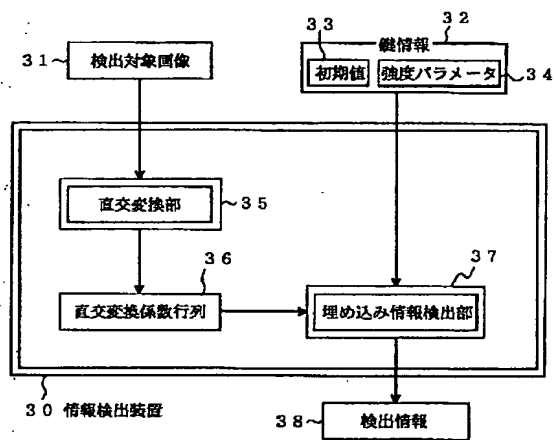 ３２
鍵情報
３３
初期値
強度パラメータ
３４
３１
検出対象画像
直交変換部
３５
３６
直交変換係数行列
３７
埋め込み情報検出部
３０ 情報検出装置
３８
検出情報